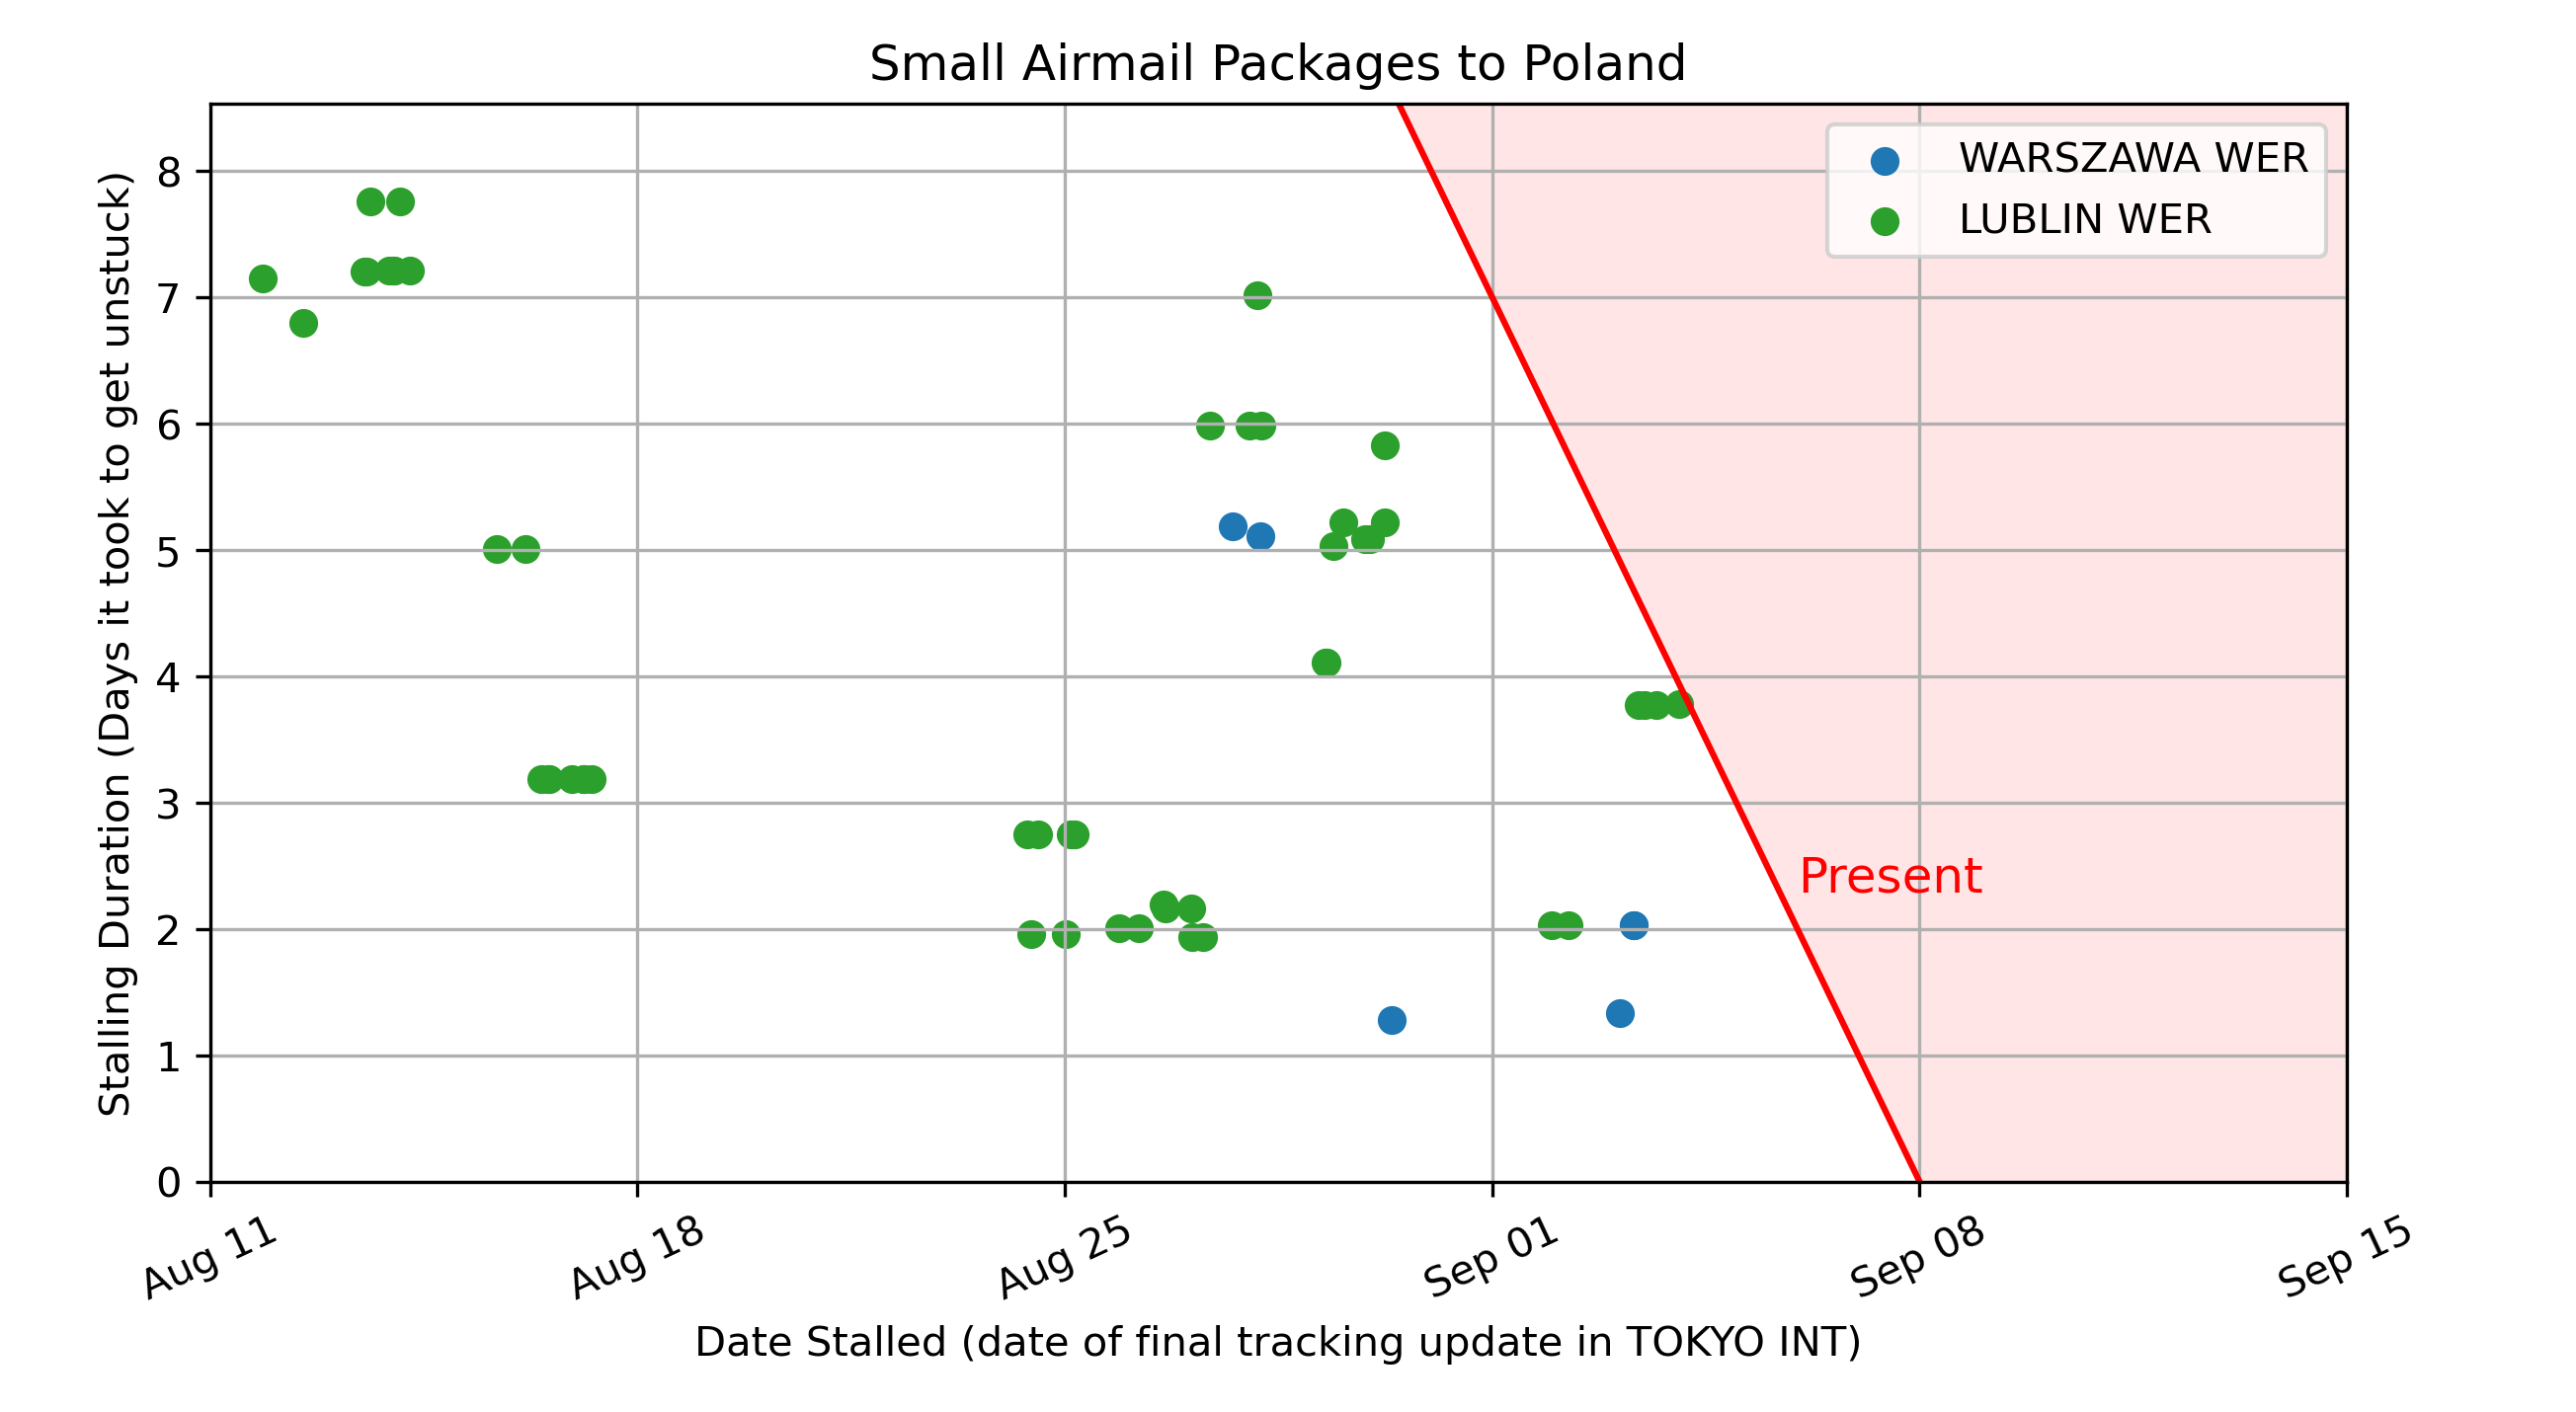 Small Airmail Packages to Poland
Stalling Duration (Days it took to get unstuck)
8
7
6
5
4
3
2
1
0
WARSZAWA WER
LUBLIN WER
Present
Aug 11
Aug 18
Aug 25
Sep 01
Sep 08
Sep 15
Date Stalled (date of final tracking update in TOKYO INT)